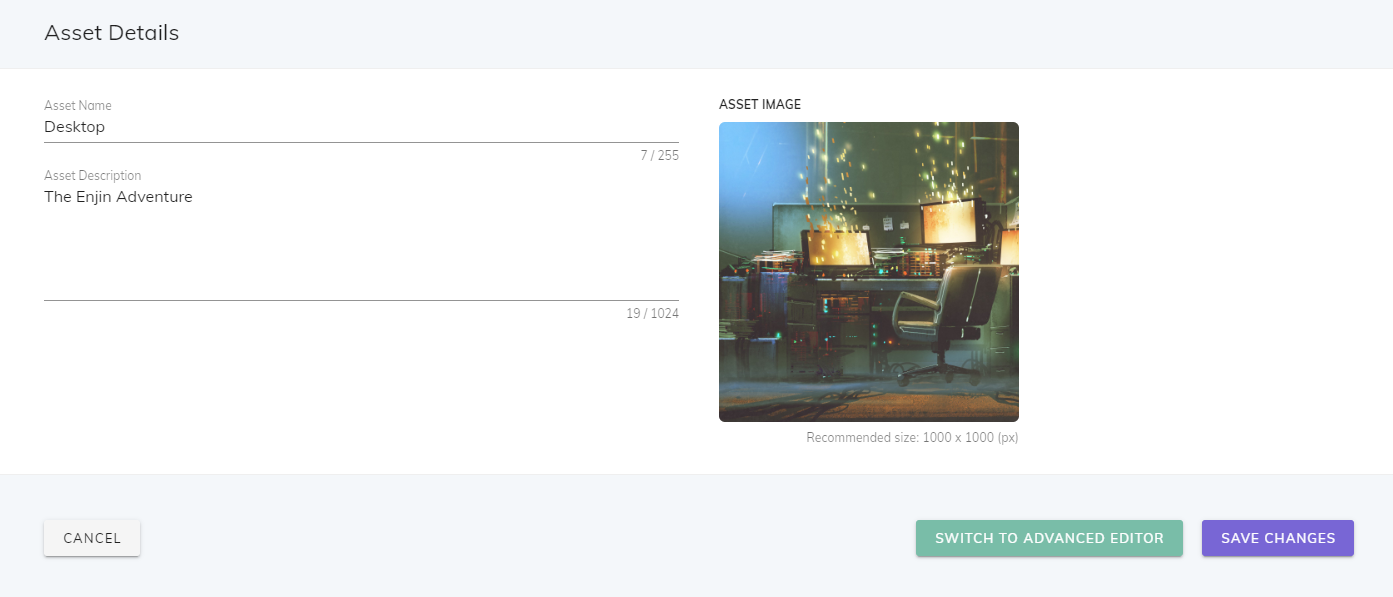 Asset Details
Asset Name
Desktop
7 / 255
Asset Description
The Enjin Adventure
19 / 1024
ASSET IMAGE
Recommended size: 1000 x 1000 (px)
CANCEL
SWITCH TO ADVANCED EDITOR
SAVE CHANGES